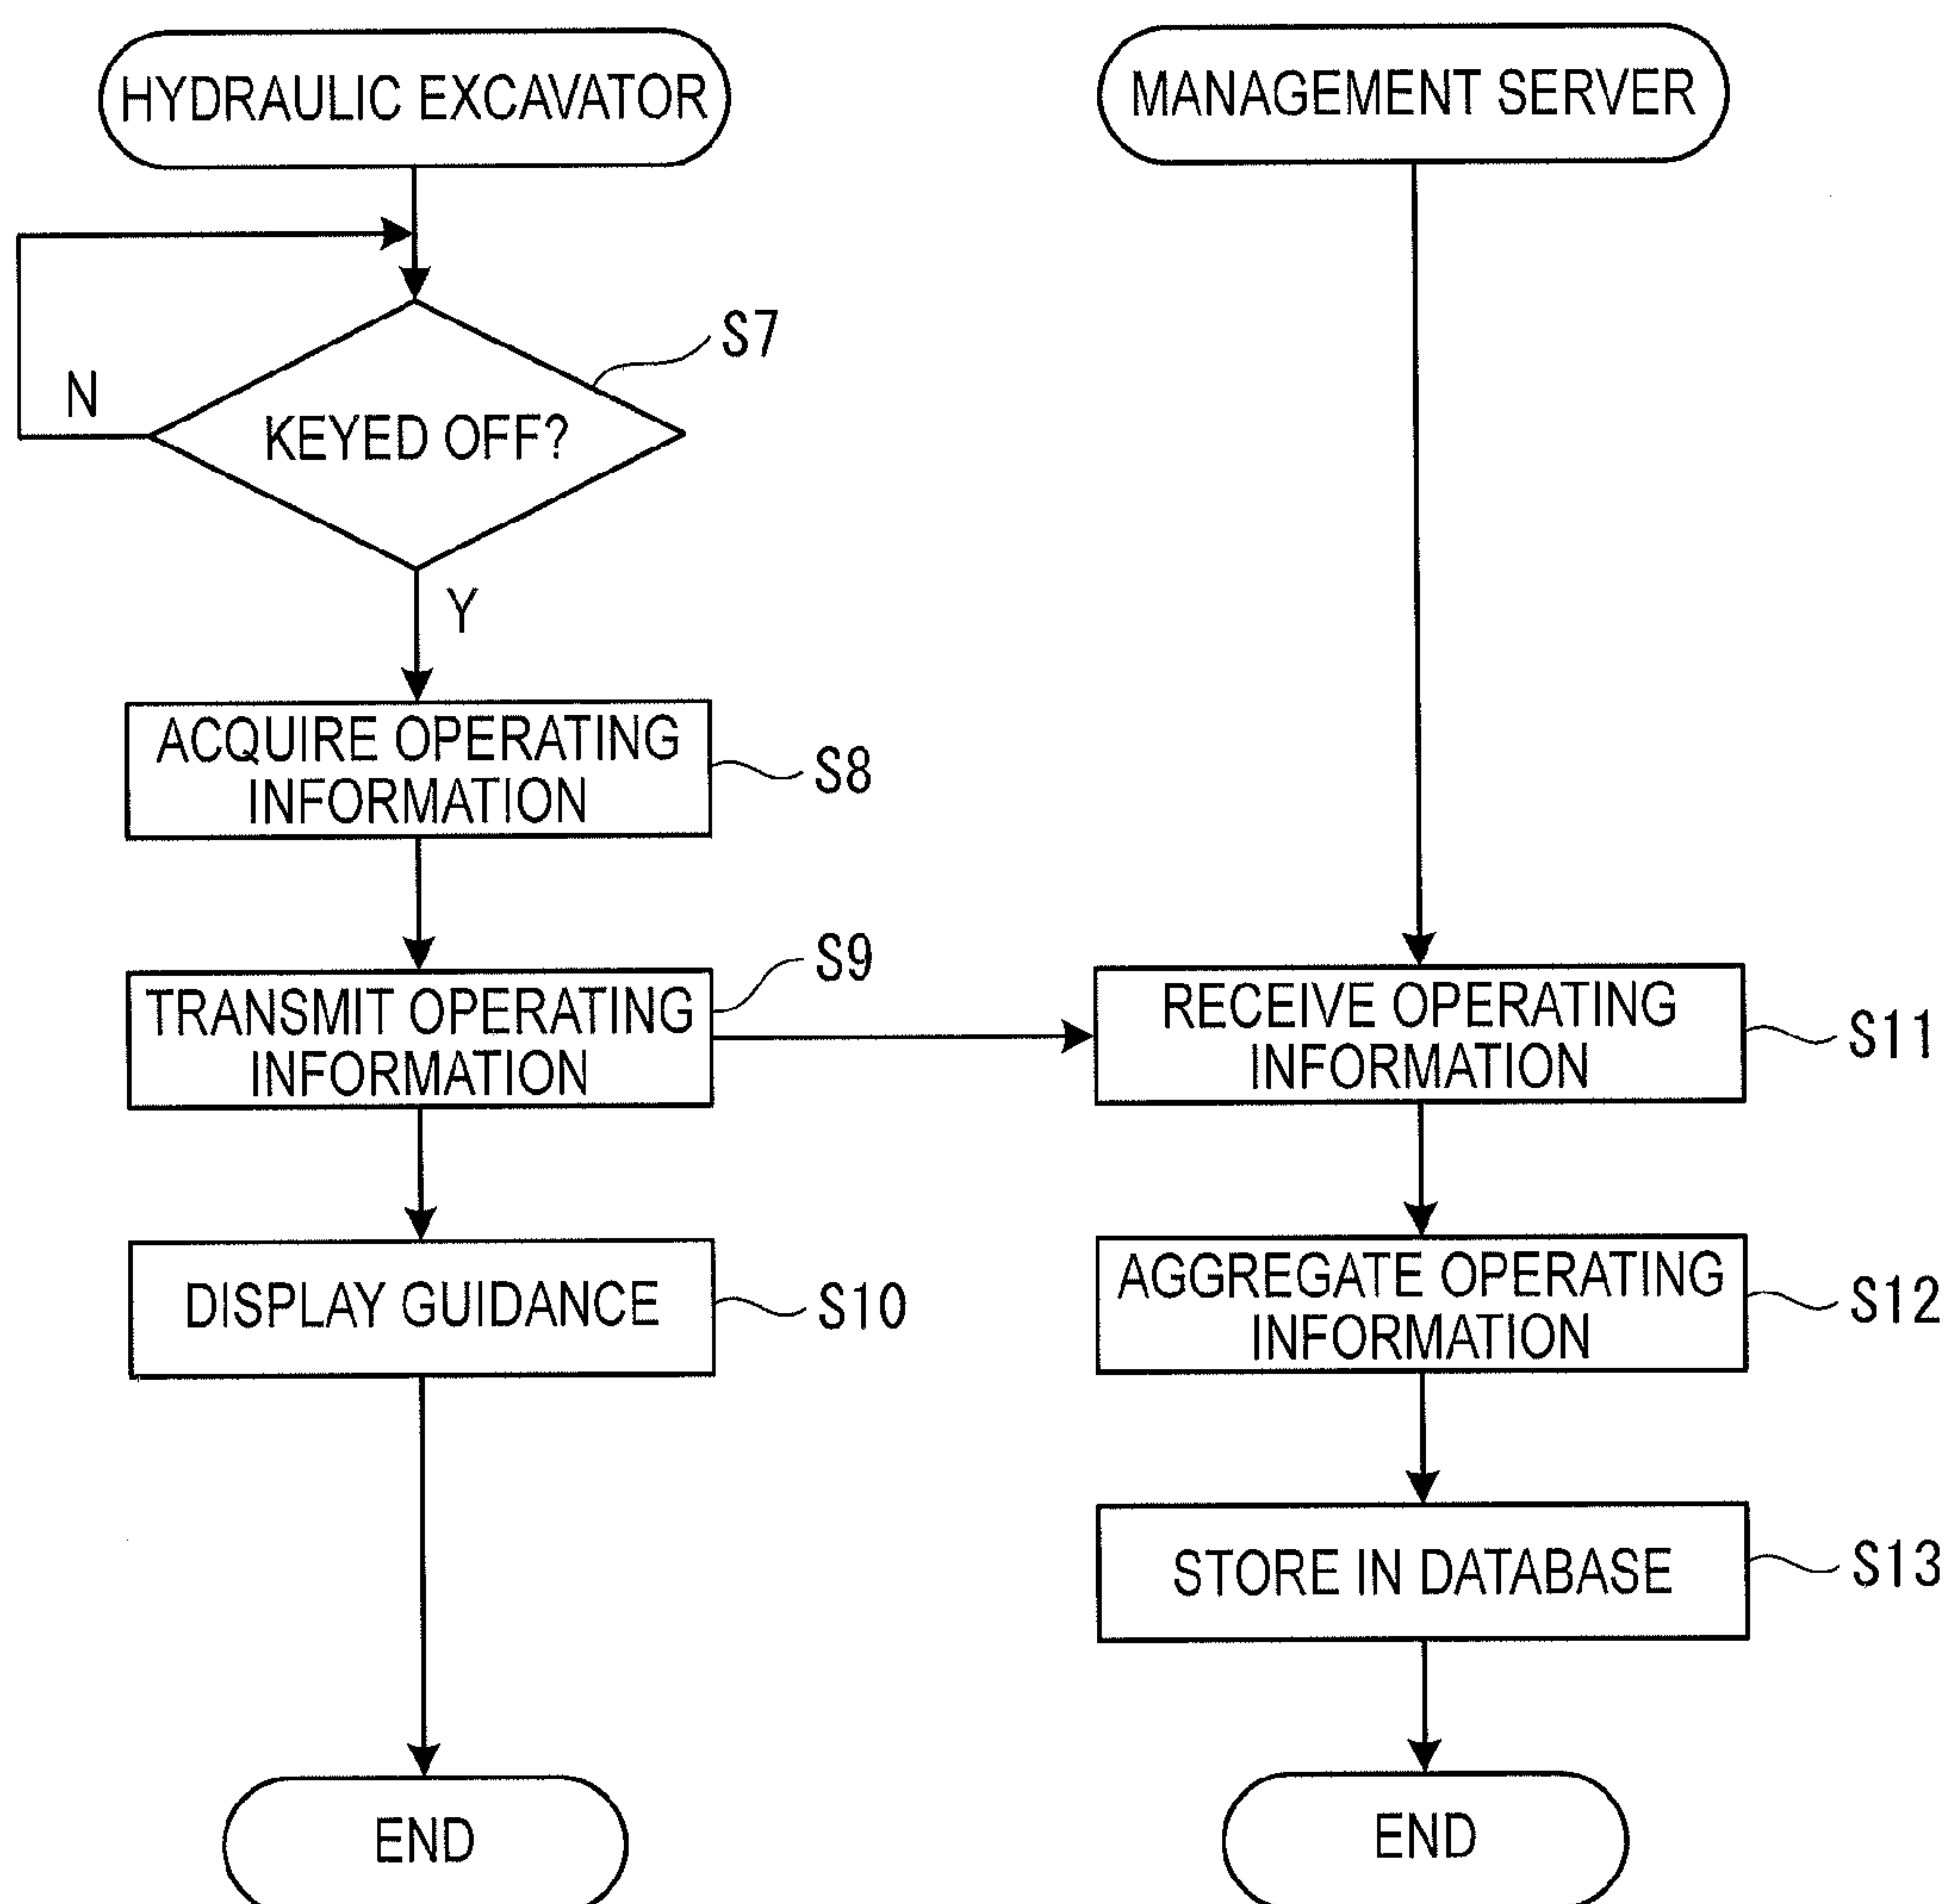 HYDRAULIC EXCAVATOR
S7
N
KEYED OFF?
Y
ACQUIRE OPERATING
INFORMATION
S8
S9
TRANSMIT OPERATING
INFORMATION
DISPLAY GUIDANCE
S10
END
MANAGEMENT SERVER
RECEIVE OPERATING
INFORMATION
S11
AGGREGATE OPERATING
INFORMATION
S12
STORE IN DATABASE
S13
END